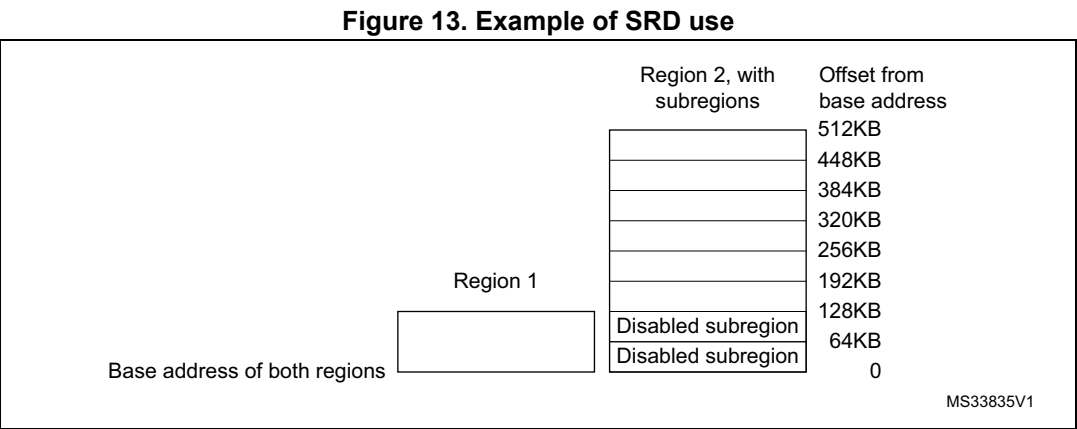 Figure 13. Example of SRD use
Region 2, with
subregions
Offset from
base address
512KB
448KB
384KB
320KB
256KB
Region 1
192KB
128KB
Disabled subregion
64KB
Disabled subregion
Base address of both regions
0
MS33835V1